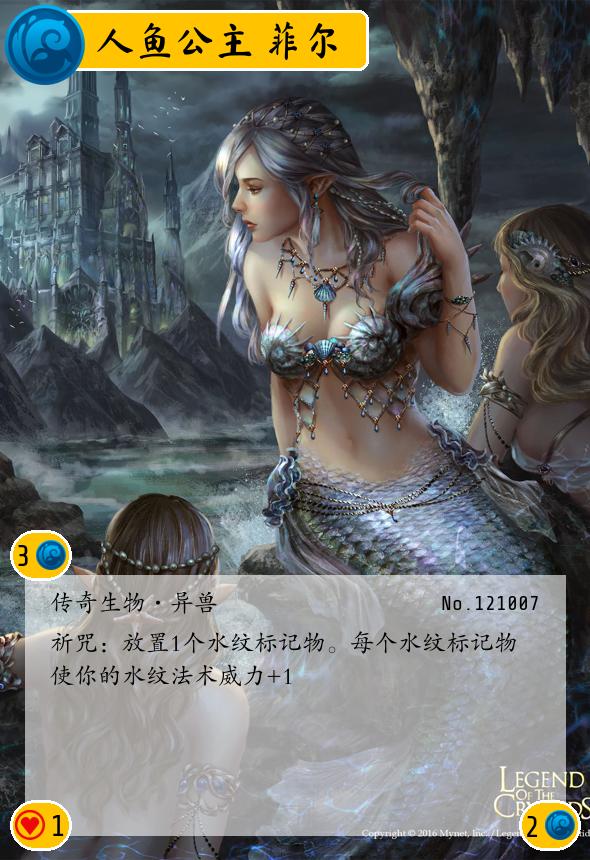 人鱼公主 菲尔
3
传奇生物·异兽 No.121007
祈咒：放置1个水纹标记物。每个水纹标记物
使你的水纹法术威力+1
LEGEND
OF THE
1
2
Copyright © 2016 Mynet, Inc. /Legen